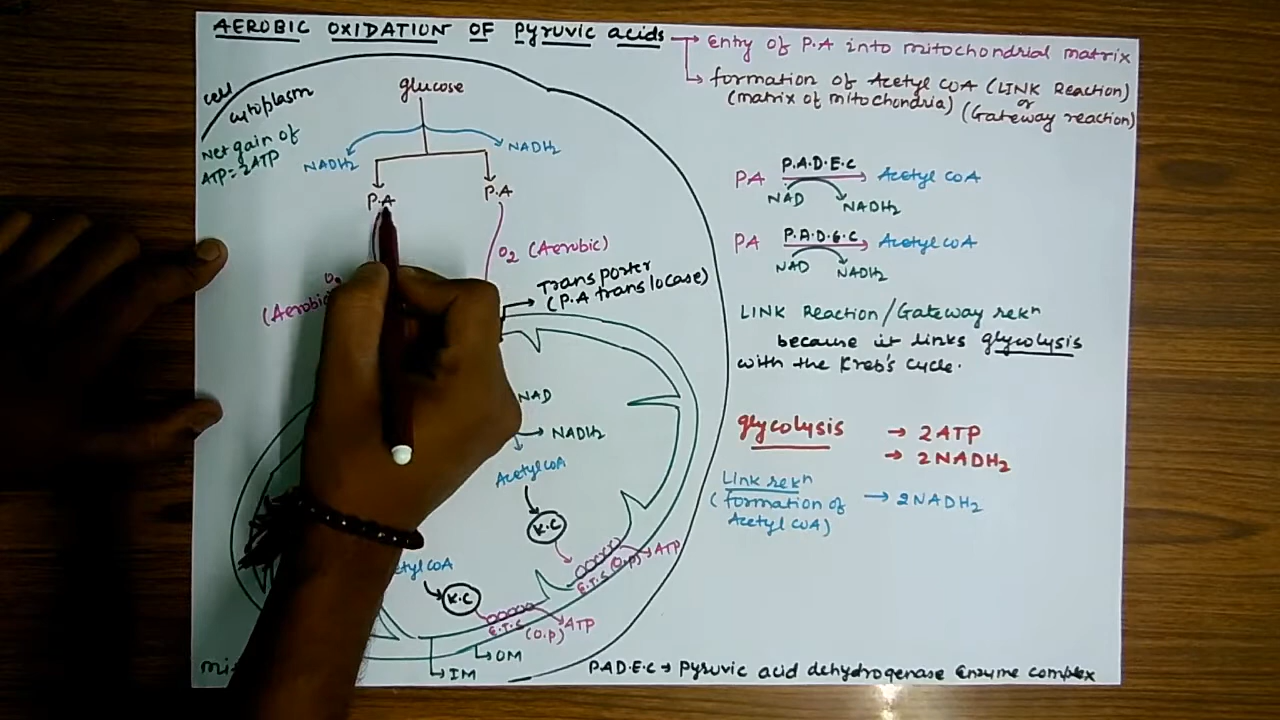 AEROBIC OXIDATION OF Pyruvic acids
→ Entry of P.A into mitochondrial matrix
→ formation of Acetyl COA (LINK Reaction)
(matrix of mitochondria) or (Gateway reaction)
cell
cytoplasm
Net gain of
ATP = 2ATP
glucose
NADH2
NADH2
P.A
P.A
O2 (Aerobic)
(Aerobic
Transporter
(P.A translocase)
NAD
→ NADH2
Acetyl COA
K.C
E.T.S (O.P) ATP
etyl COA
K.C
E.T.S (O.P) ATP
OM
IM
PA P.A.D.E.C → Acetyl COA
NAD NADH2
PA P.A.D.E.C → Acetyl COA
NAD NADH2
LINK Reaction/Gateway rekn
because it links glycolysis
with the Kreb's Cycle.
glycolysis → 2ATP
→ 2NADH2
Link rekn
(formation of → 2NADH2
Acetyl COA)
P.A.D.E.C → Pyruvic acid dehydrogenase Enzyme complex